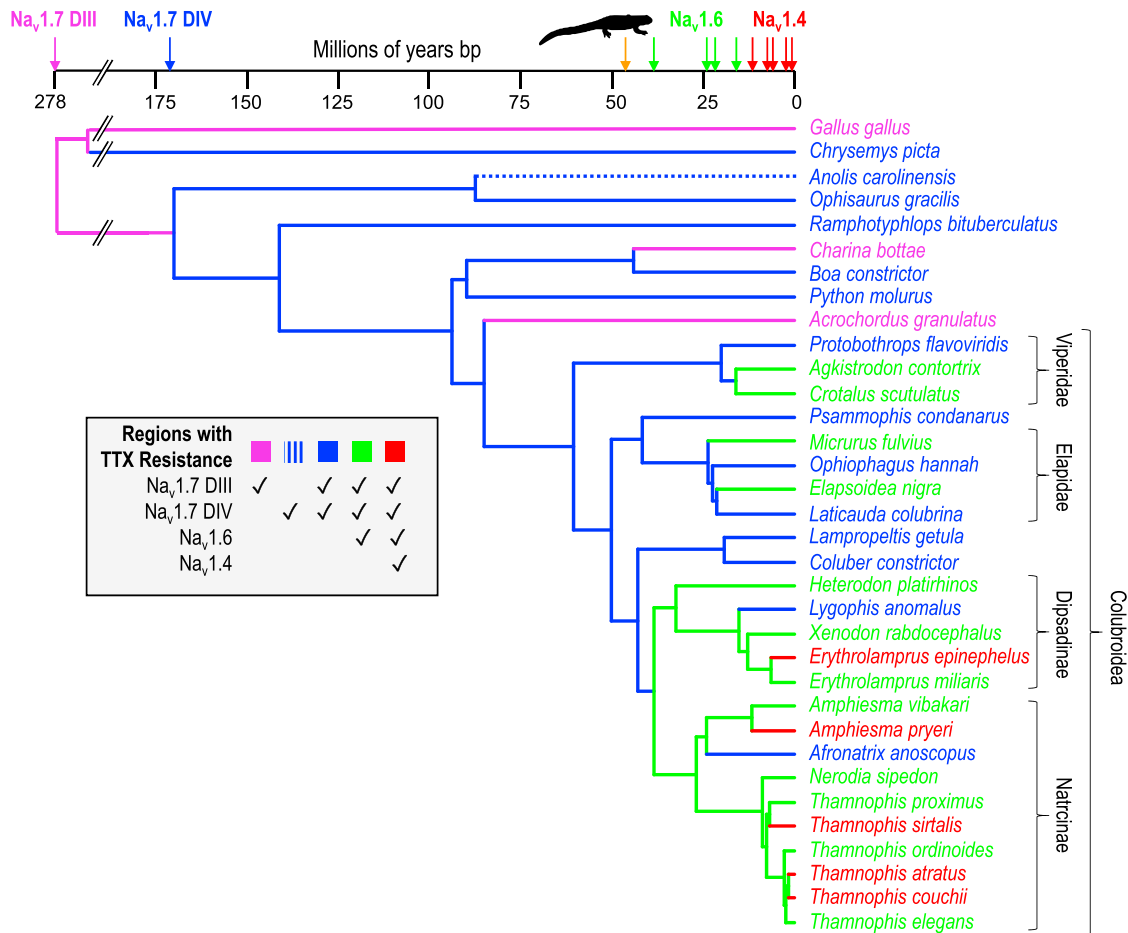 Nav1.7 DIII Nav1.7 DIV Nav1.6 Nav1.4
Millions of years bp
278 175 150 125 100 75 50 25 0
Gallus gallus
Chrysemys picta
Anolis carolinensis
Ophisaurus gracilis
Ramphotyphlops bituberculatus
Charina bottae
Boa constrictor
Python molurus
Acrochordus granulatus
Protobothrops flavoviridis
Agkistrodon contortrix
Crotalus scutulatus
Psammophis condanarus
Micrurus fulvius
Ophiophagus hannah
Elapsoidea nigra
Laticauda colubrina
Lampropeltis getula
Coluber constrictor
Heterodon platirhinos
Lygophis anomalus
Xenodon rabdocephalus
Erythrolamprus epinephelus
Erythrolamprus miliaris
Amphiesma vibakari
Amphiesma pryeri
Afronatrix anoscopus
Nerodia sipedon
Thamnophis proximus
Thamnophis sirtalis
Thamnophis ordinoides
Thamnophis atratus
Thamnophis couchii
Thamnophis elegans
Viperidae
Elapidae
Dipsadinae
Natrcinae
Colubroidea
Regions with
TTX Resistance
Nav1.7 DIII ✓ ✓ ✓ ✓
Nav1.7 DIV ✓ ✓ ✓ ✓
Nav1.6 ✓ ✓
Nav1.4 ✓